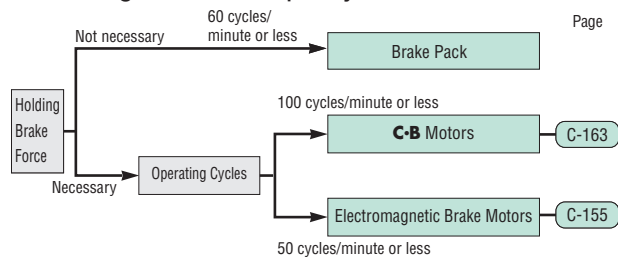 Page
60 cycles/
minute or less
Not necessary
Brake Pack
Holding
Brake
Force
100 cycles/minute or less
C•B Motors
C-163
Necessary
Operating Cycles
Electromagnetic Brake Motors
C-155
50 cycles/minute or less